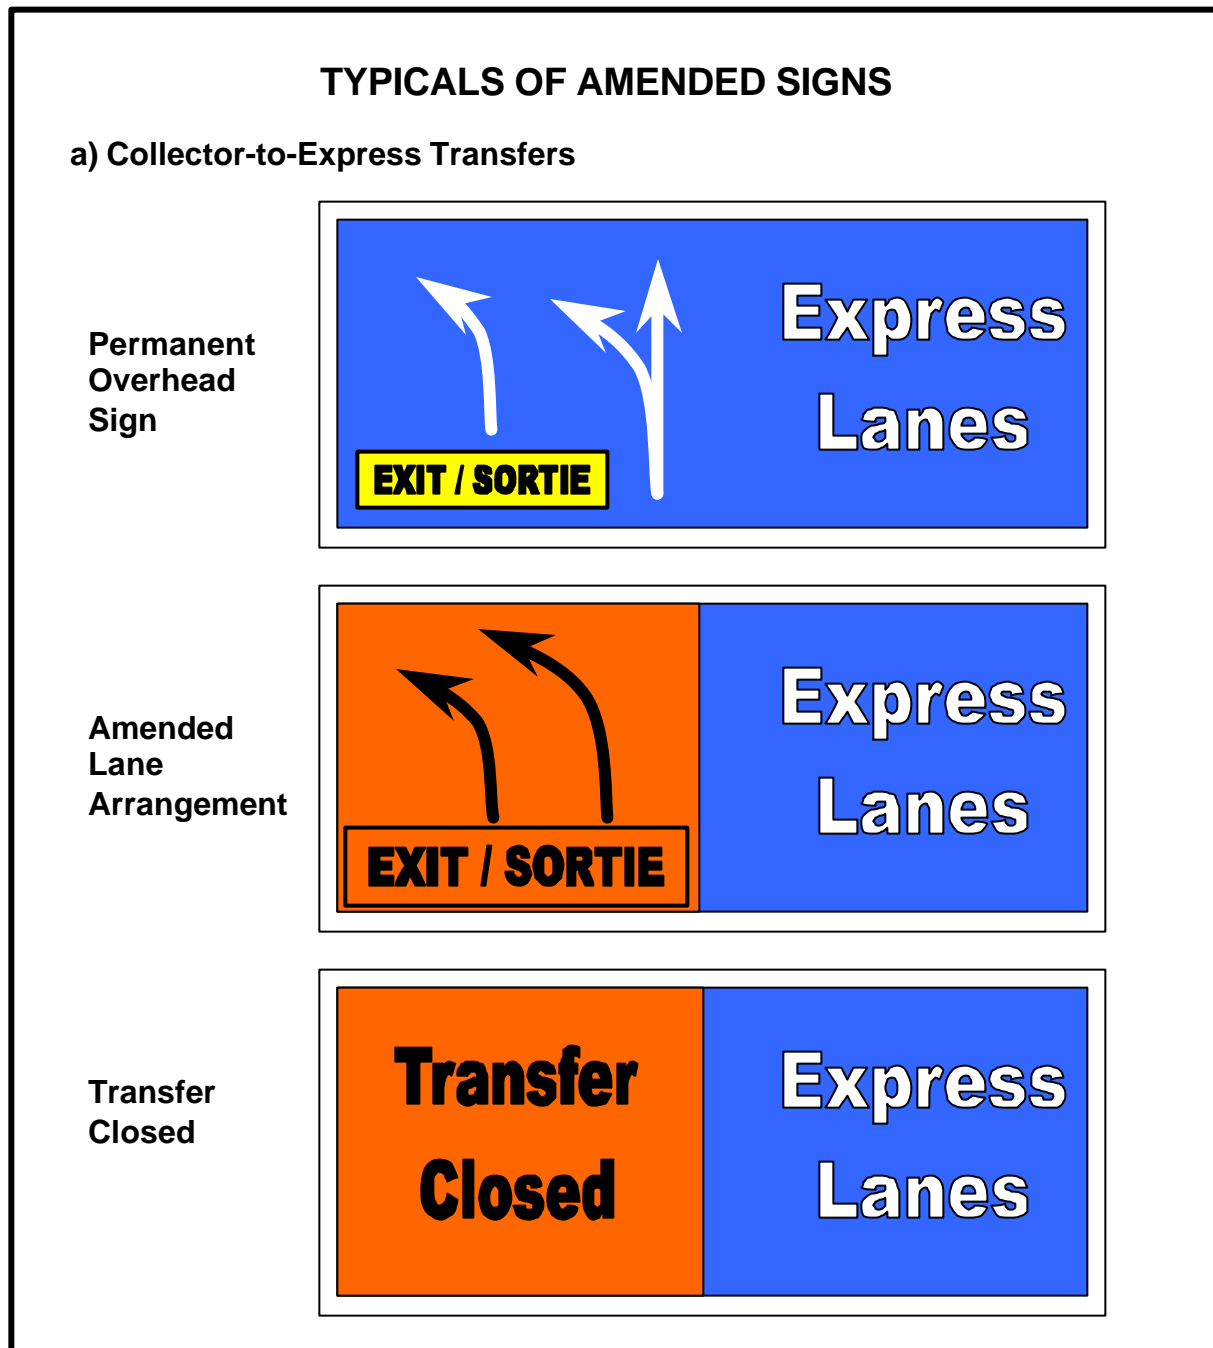 TYPICALS OF AMENDED SIGNS
a) Collector-to-Express Transfers
Permanent
Overhead
Sign
EXIT / SORTIE
Express
Lanes
Amended
Lane
Arrangement
EXIT / SORTIE
Express
Lanes
Transfer
Closed
Transfer
Closed
Express
Lanes